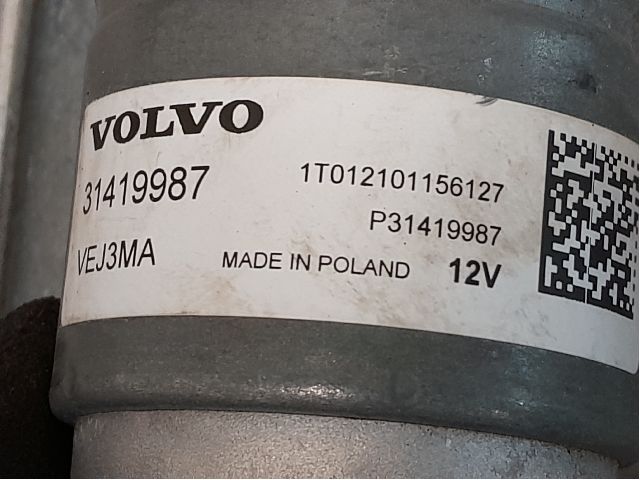 VOLVO
31419987
1T012101156127
P31419987
VEJ3MA
MADE IN POLAND 12V